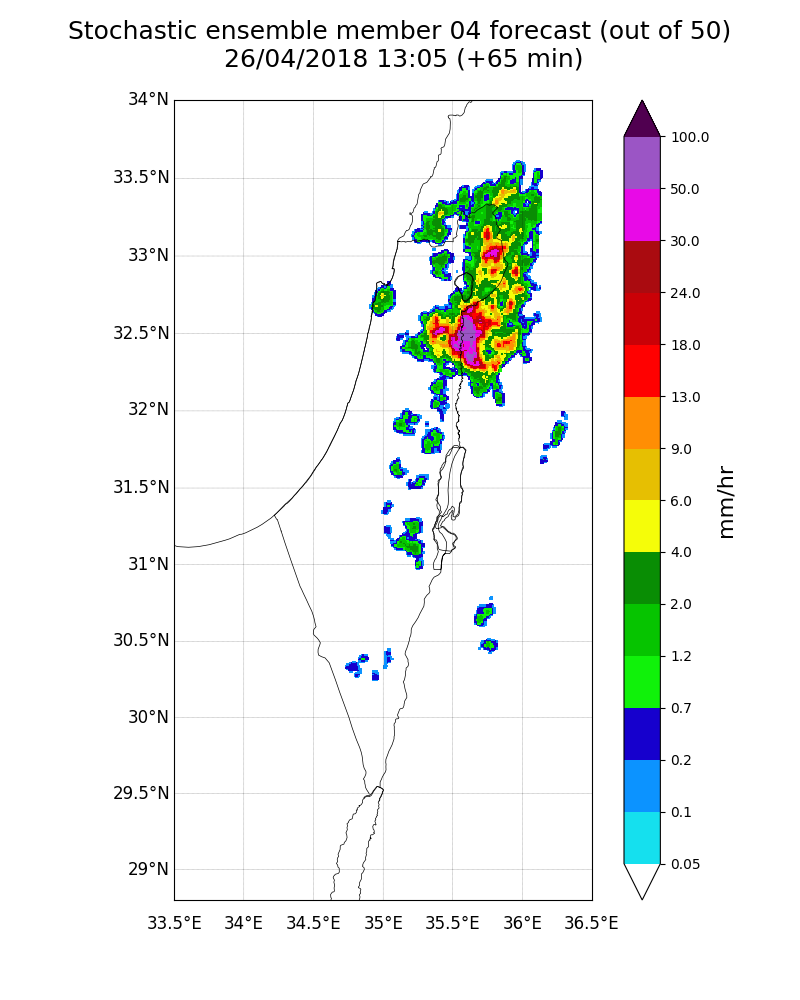 Stochastic ensemble member 04 forecast (out of 50)
26/04/2018 13:05 (+65 min)
34°N
33.5°N
33°N
32.5°N
32°N
31.5°N
31°N
30.5°N
30°N
29.5°N
29°N
33.5°E 34°E 34.5°E 35°E 35.5°E 36°E 36.5°E
100.0
50.0
30.0
24.0
18.0
13.0
9.0
6.0
4.0
2.0
1.2
0.7
0.2
0.1
0.05
mm/hr